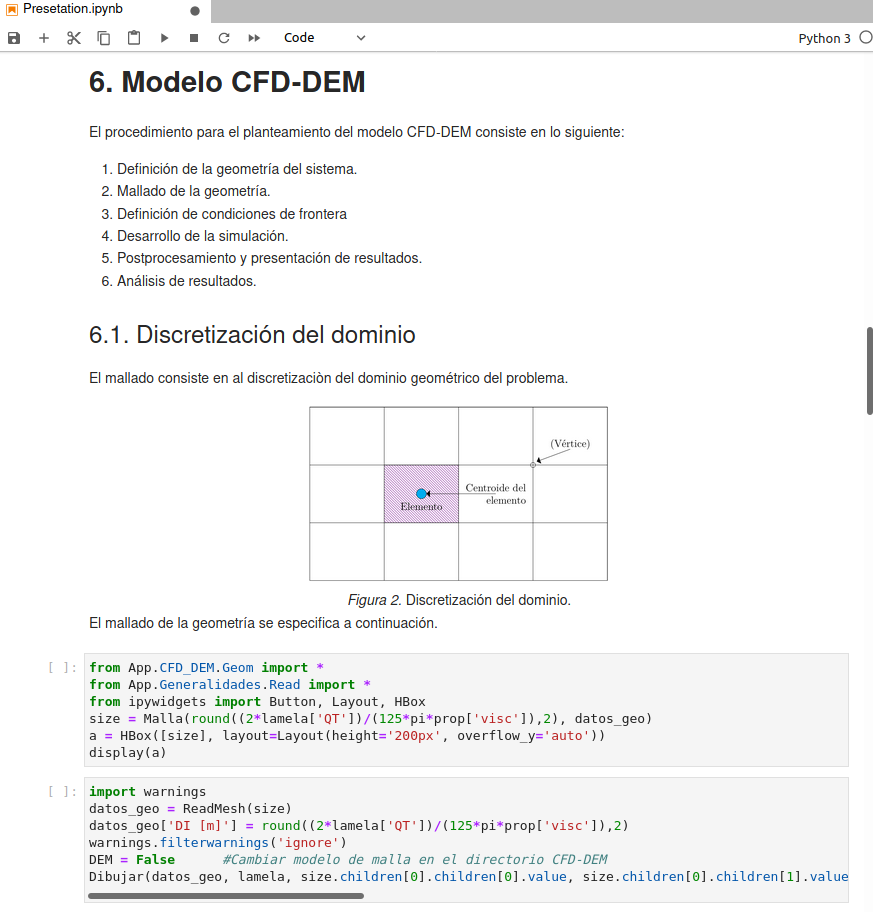 Presetation.ipynb
Code
Python 3
6. Modelo CFD-DEM
El procedimiento para el planteamiento del modelo CFD-DEM consiste en lo siguiente:
1. Definición de la geometría del sistema.
2. Mallado de la geometría.
3. Definición de condiciones de frontera
4. Desarrollo de la simulación.
5. Postprocesamiento y presentación de resultados.
6. Análisis de resultados.
6.1. Discretización del dominio
El mallado consiste en al discretizaciòn del dominio geométrico del problema.
(Vértice)
Centroide del
elemento
Elemento
Figura 2. Discretización del dominio.
El mallado de la geometría se especifica a continuación.
[ ]:
from App.CFD_DEM.Geom import *
from App.Generalidades.Read import *
from ipywidgets import Button, Layout, HBox
size = Malla(round((2*lamela['QT'])/(125*pi*prop['visc']),2), datos_geo)
a = HBox([size], layout=Layout(height='200px', overflow_y='auto'))
display(a)
[ ]:
import warnings
datos_geo = ReadMesh(size)
datos_geo['DI [m]'] = round((2*lamela['QT'])/(125*pi*prop['visc']),2)
warnings.filterwarnings('ignore')
DEM = False      #Cambiar modelo de malla en el directorio CFD-DEM
Dibujar(datos_geo, lamela, size.children[0].children[0].value, size.children[0].children[1].value